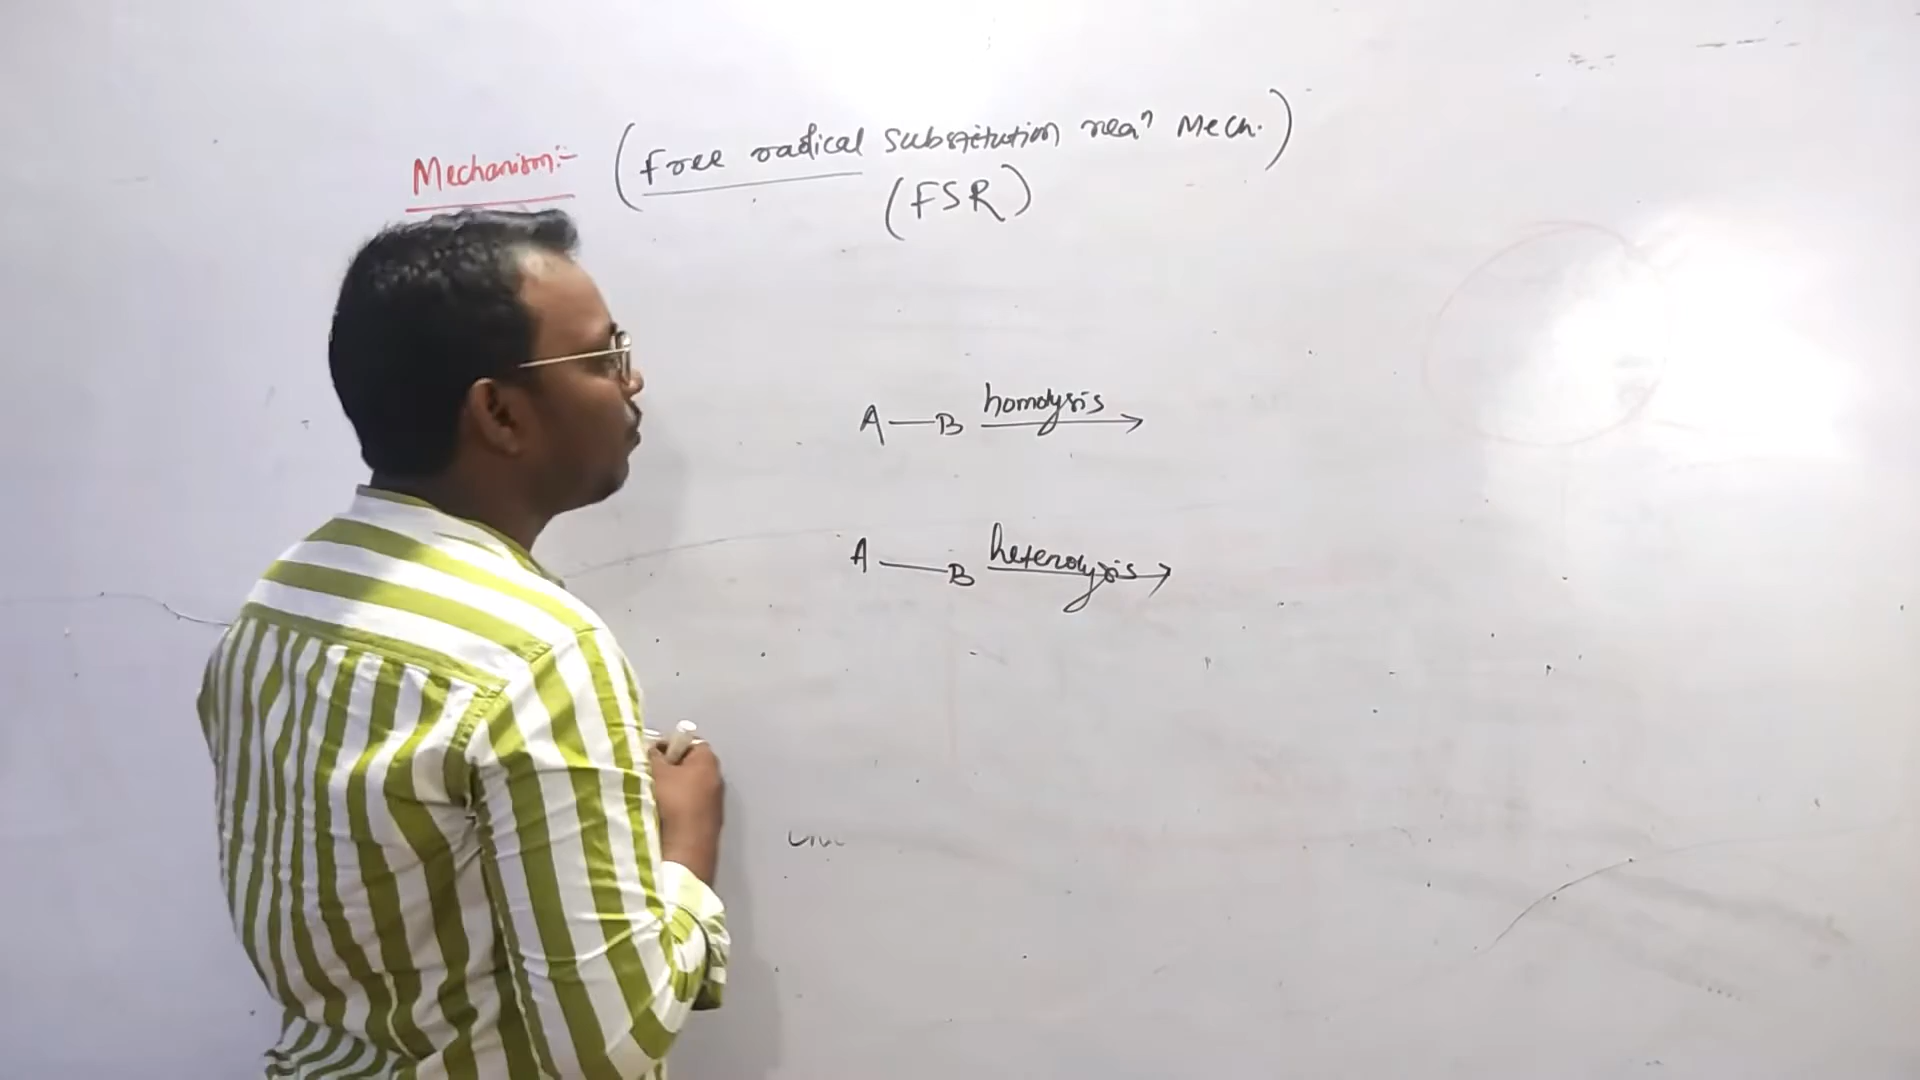 Mechanism:- (Free radical substitution reaⁿ Mech.)
(FSR)
A—B homolysis →
A—B heterolysis →